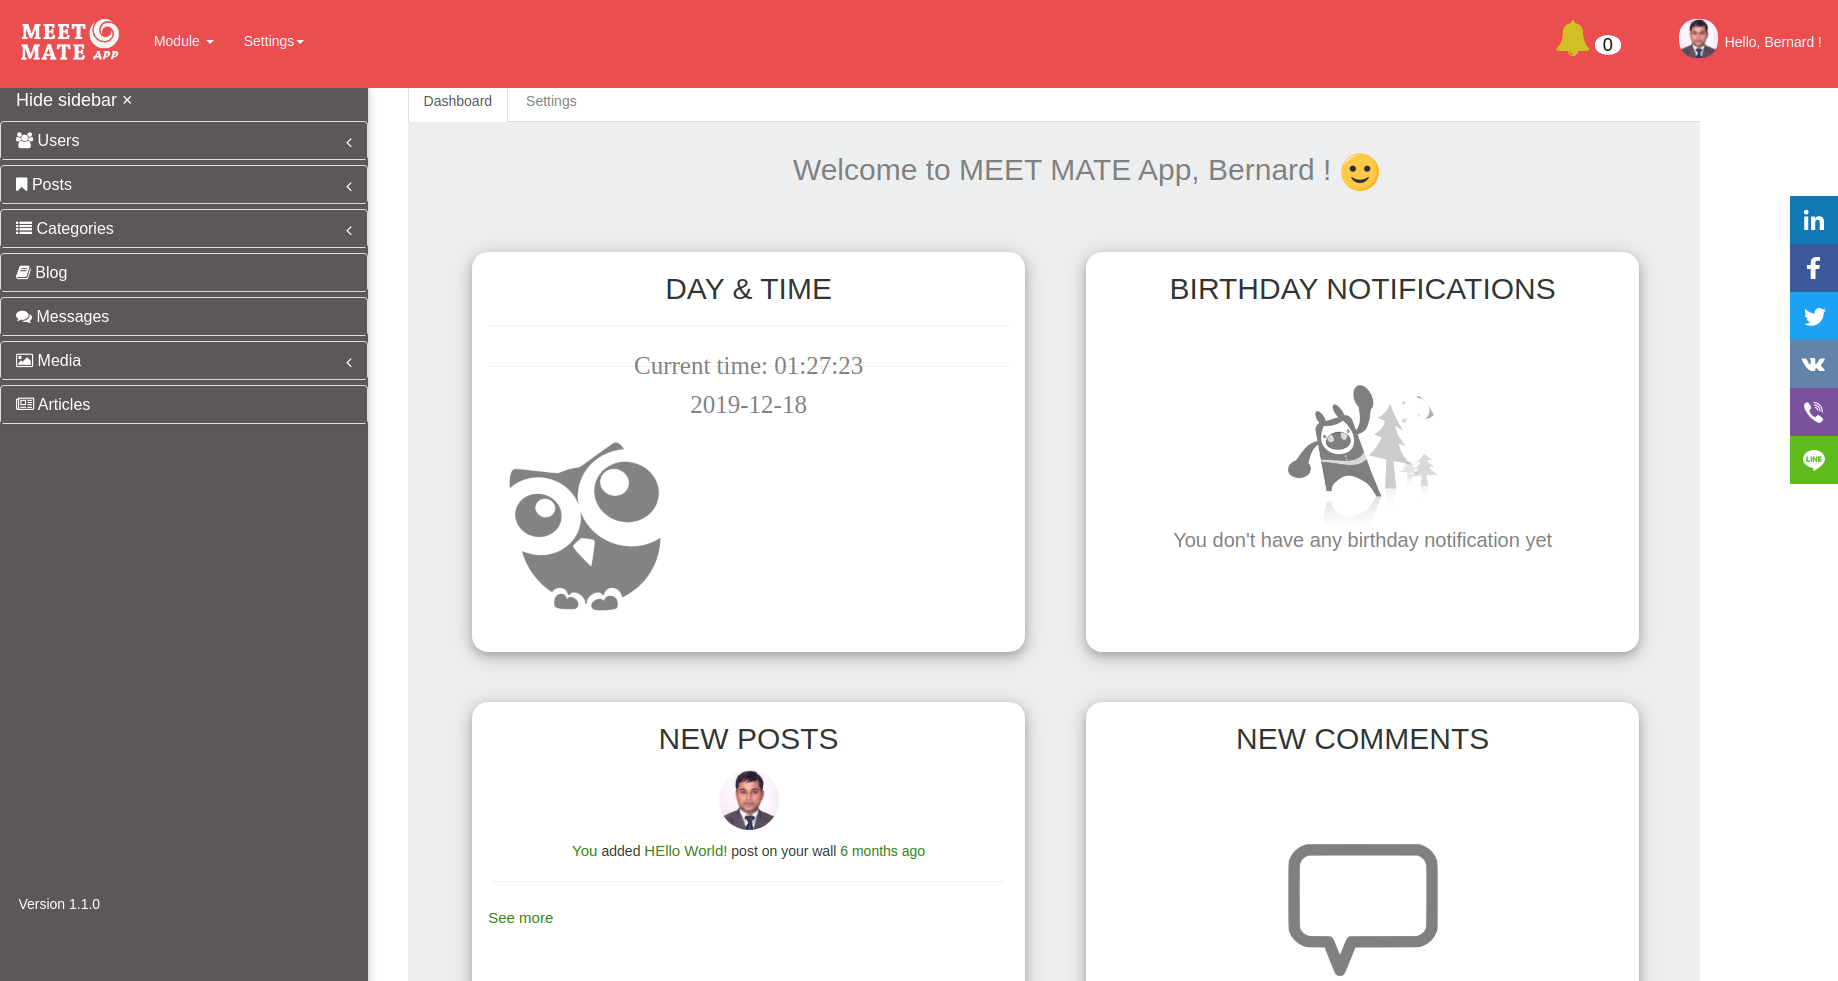 MEET
MATE APP
Module
Settings
0
Hello, Bernard !
Hide sidebar ×
Users
Posts
Categories
Blog
Messages
Media
Articles
Version 1.1.0
Dashboard
Settings
Welcome to MEET MATE App, Bernard !
DAY & TIME
Current time: 01:27:23
2019-12-18
BIRTHDAY NOTIFICATIONS
You don't have any birthday notification yet
NEW POSTS
You added HEllo World! post on your wall 6 months ago
See more
NEW COMMENTS
in
f
LINE